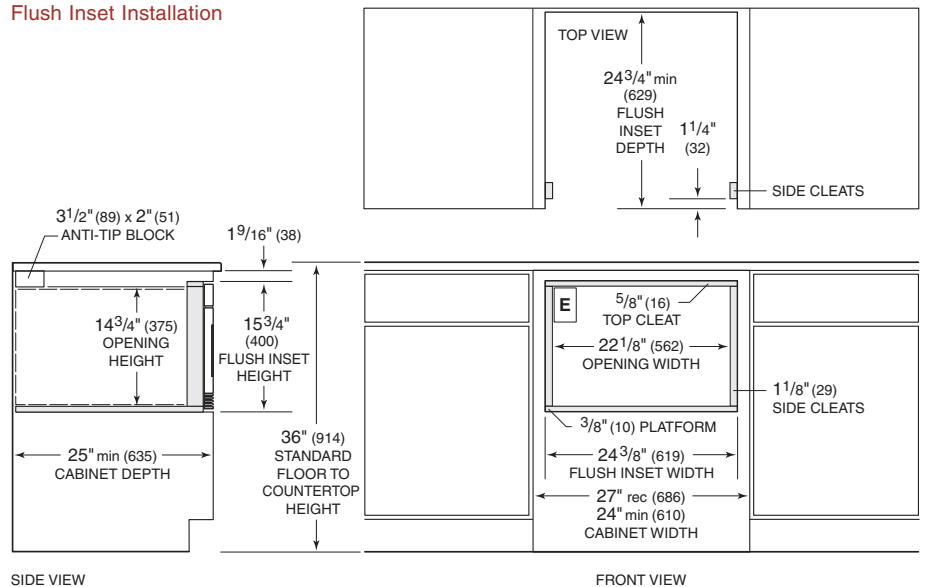 Flush Inset Installation
TOP VIEW
24 3/4" min
(629)
FLUSH
INSET
DEPTH
1 1/4"
(32)
SIDE CLEATS
3 1/2" (89) x 2" (51)
ANTI-TIP BLOCK
1 9/16" (38)
14 3/4" (375)
OPENING
HEIGHT
15 3/4"
(400)
FLUSH INSET
HEIGHT
25" min (635)
CABINET DEPTH
36" (914)
STANDARD
FLOOR TO
COUNTERTOP
HEIGHT
E
5/8" (16)
TOP CLEAT
22 1/8" (562)
OPENING WIDTH
1 1/8" (29)
SIDE CLEATS
3/8" (10) PLATFORM
24 3/8" (619)
FLUSH INSET WIDTH
27" rec (686)
24" min (610)
CABINET WIDTH
SIDE VIEW
FRONT VIEW